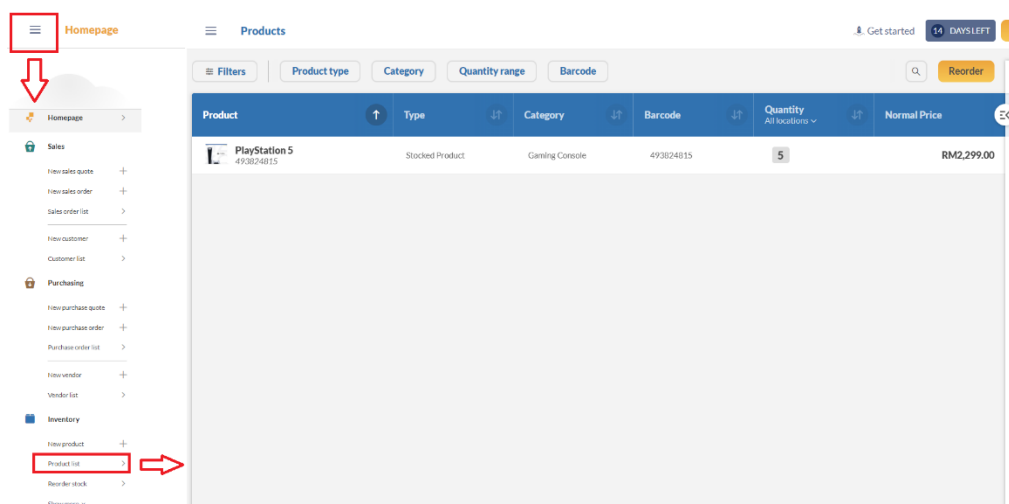 Homepage
Homepage
Sales
New sales quote
New sales order
Sales order list
New customer
Customer list
Purchasing
New purchase quote
New purchase order
Purchase order list
New vendor
Vendor list
Inventory
New product
Product list
Reorder stock
Products
Get started
14 DAYS LEFT
Filters
Product type
Category
Quantity range
Barcode
Reorder
Product
Type
Category
Barcode
Quantity
All locations
Normal Price
PlayStation 5
493824815
Stocked Product
Gaming Console
493824815
5
RM2,299.00